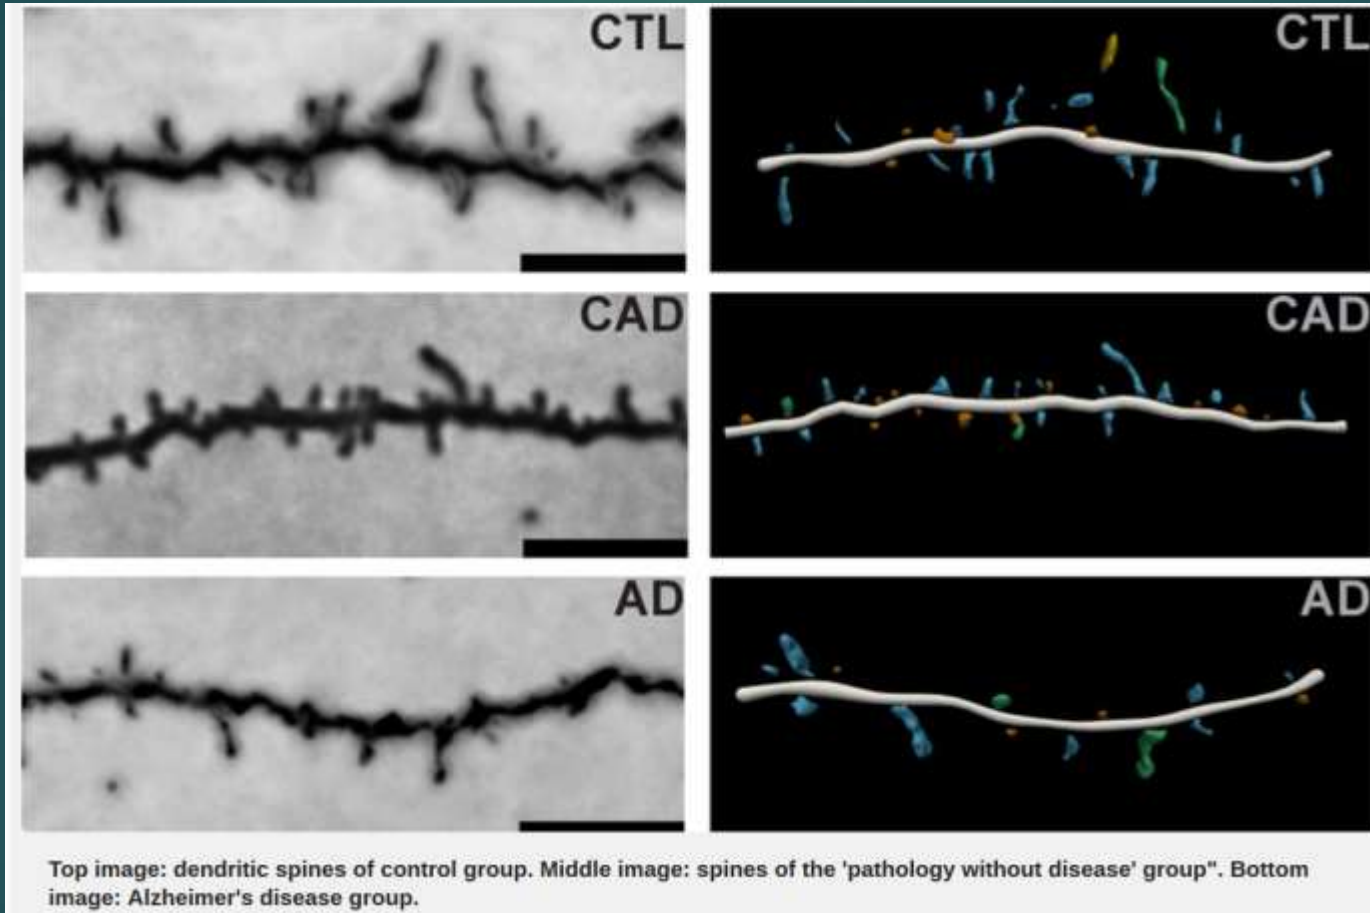 CTL
CTL
CAD
CAD
AD
AD
Top image: dendritic spines of control group. Middle image: spines of the 'pathology without disease' group". Bottom
image: Alzheimer's disease group.